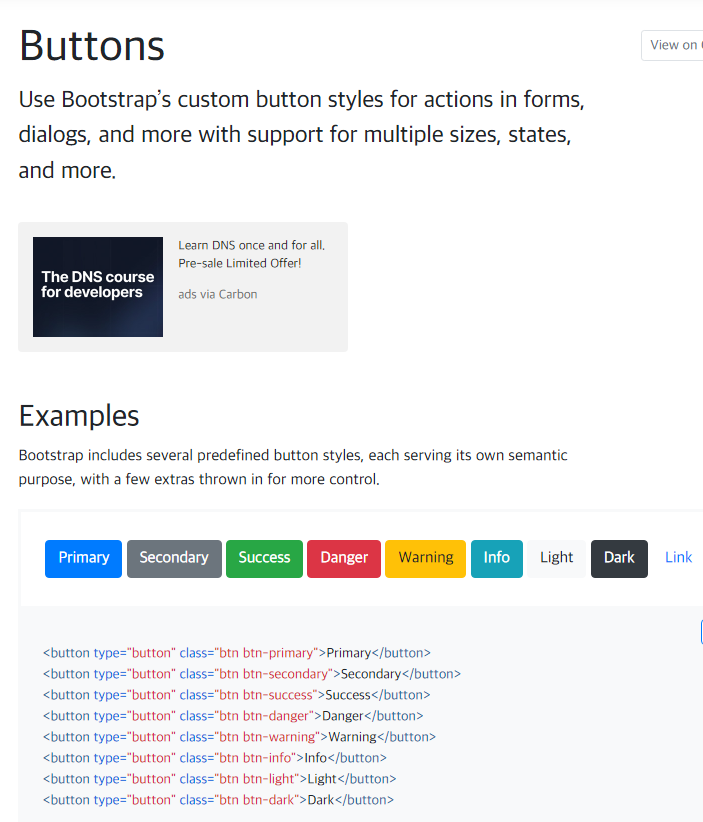 Buttons
View on
Use Bootstrap's custom button styles for actions in forms,
dialogs, and more with support for multiple sizes, states,
and more.
The DNS course
for developers
Learn DNS once and for all.
Pre-sale Limited Offer!
ads via Carbon
Examples
Bootstrap includes several predefined button styles, each serving its own semantic
purpose, with a few extras thrown in for more control.
Primary Secondary Success Danger Warning Info Light Dark Link
<button type="button" class="btn btn-primary">Primary</button>
<button type="button" class="btn btn-secondary">Secondary</button>
<button type="button" class="btn btn-success">Success</button>
<button type="button" class="btn btn-danger">Danger</button>
<button type="button" class="btn btn-warning">Warning</button>
<button type="button" class="btn btn-info">Info</button>
<button type="button" class="btn btn-light">Light</button>
<button type="button" class="btn btn-dark">Dark</button>